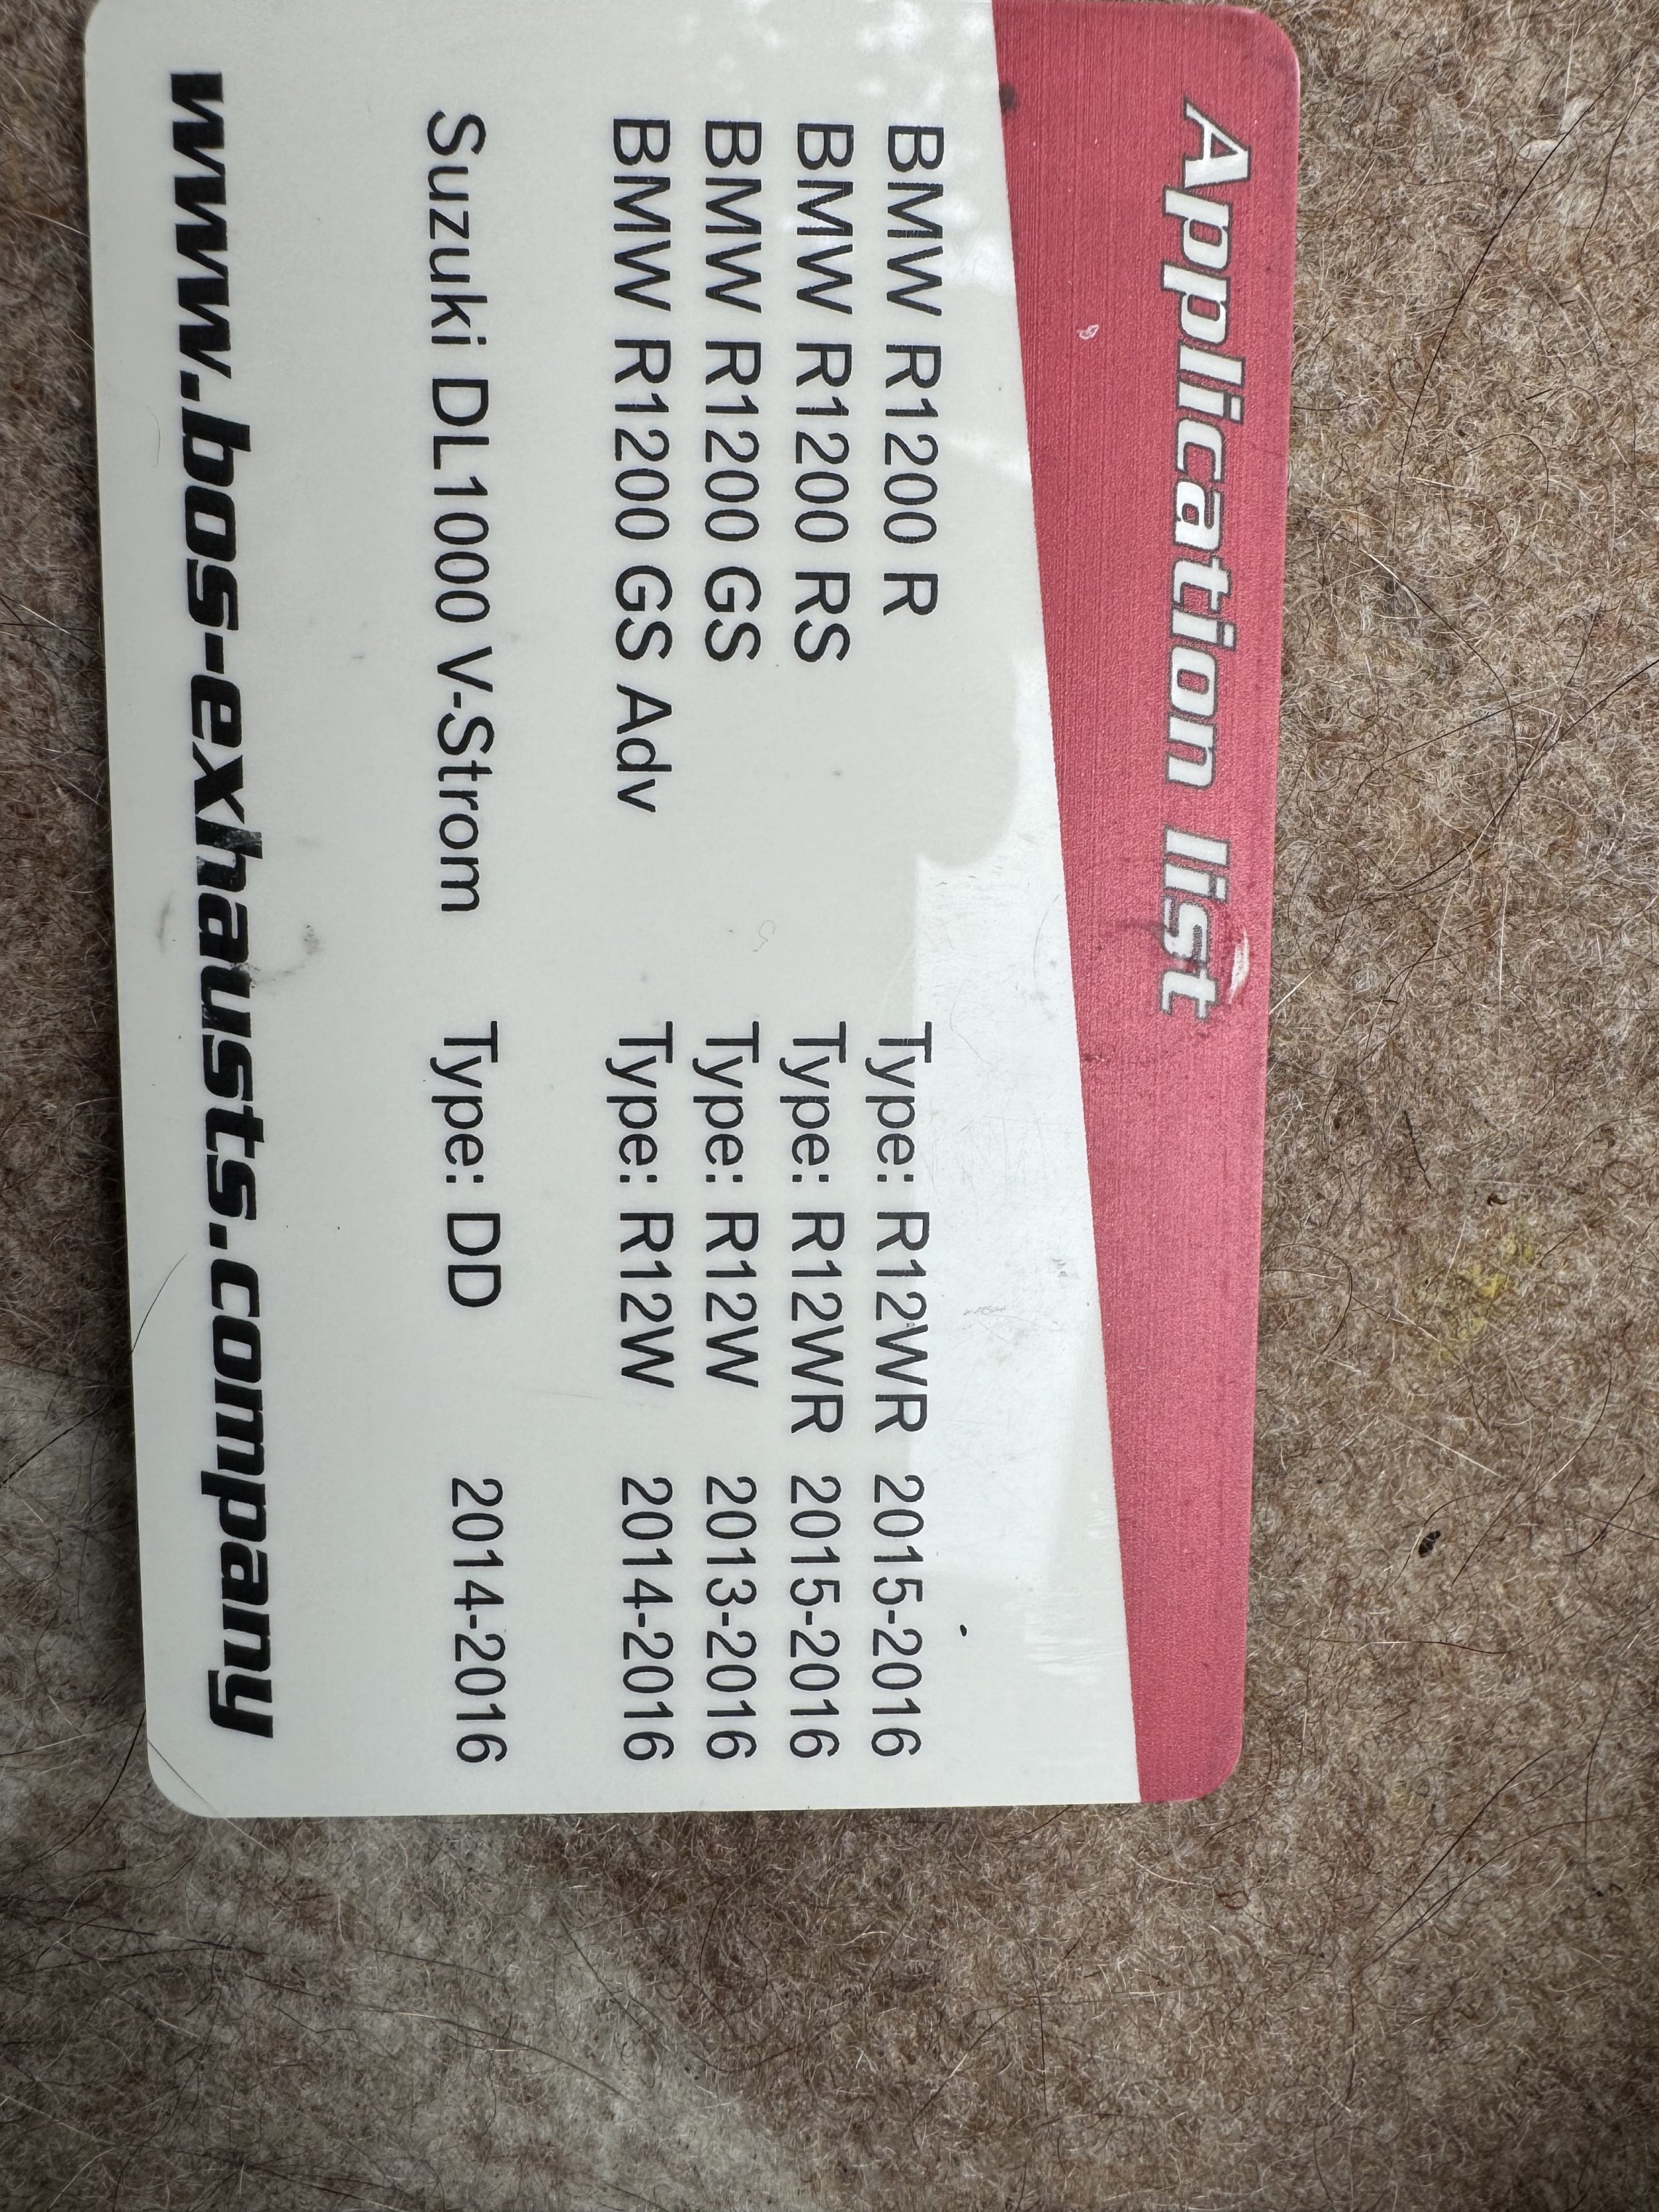 Application list
BMW R1200 R Type: R12WR 2015-2016
BMW R1200 RS Type: R12WR 2015-2016
BMW R1200 GS Type: R12W 2013-2016
BMW R1200 GS Adv Type: R12W 2014-2016
Suzuki DL1000 V-Strom Type: DD 2014-2016
www.bos-exhausts.company